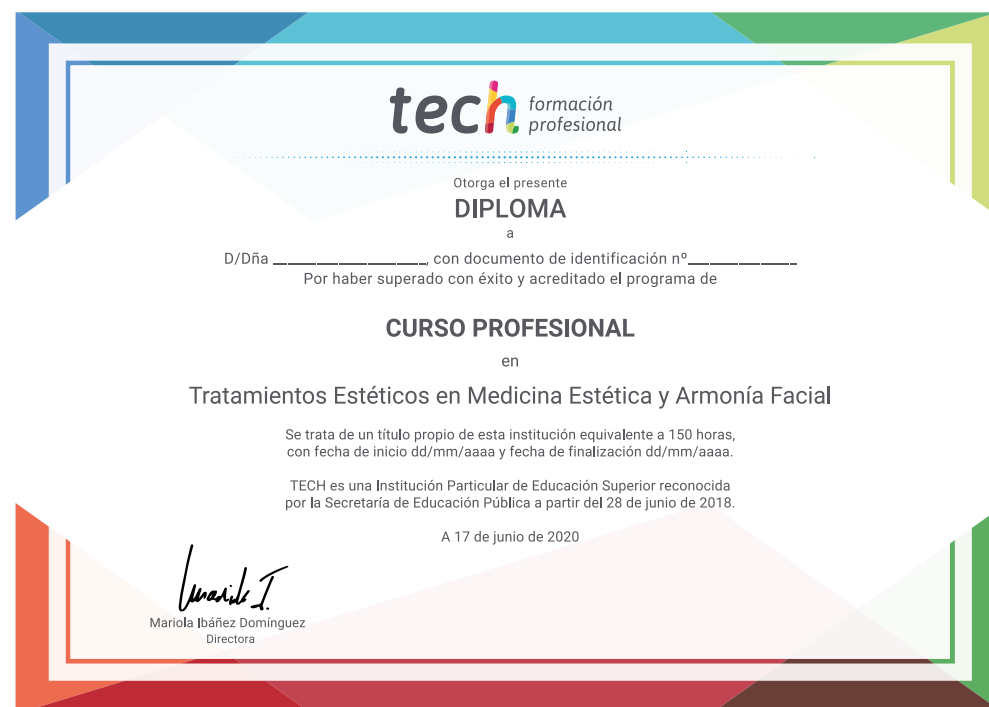 tech formación
profesional
Otorga el presente
DIPLOMA
a
D/Dña ____________________, con documento de identificación nº______________
Por haber superado con éxito y acreditado el programa de
CURSO PROFESIONAL
en
Tratamientos Estéticos en Medicina Estética y Armonía Facial
Se trata de un título propio de esta institución equivalente a 150 horas,
con fecha de inicio dd/mm/aaaa y fecha de finalización dd/mm/aaaa.
TECH es una Institución Particular de Educación Superior reconocida
por la Secretaría de Educación Pública a partir del 28 de junio de 2018.
A 17 de junio de 2020
Mariola I.
Mariola Ibáñez Domínguez
Directora